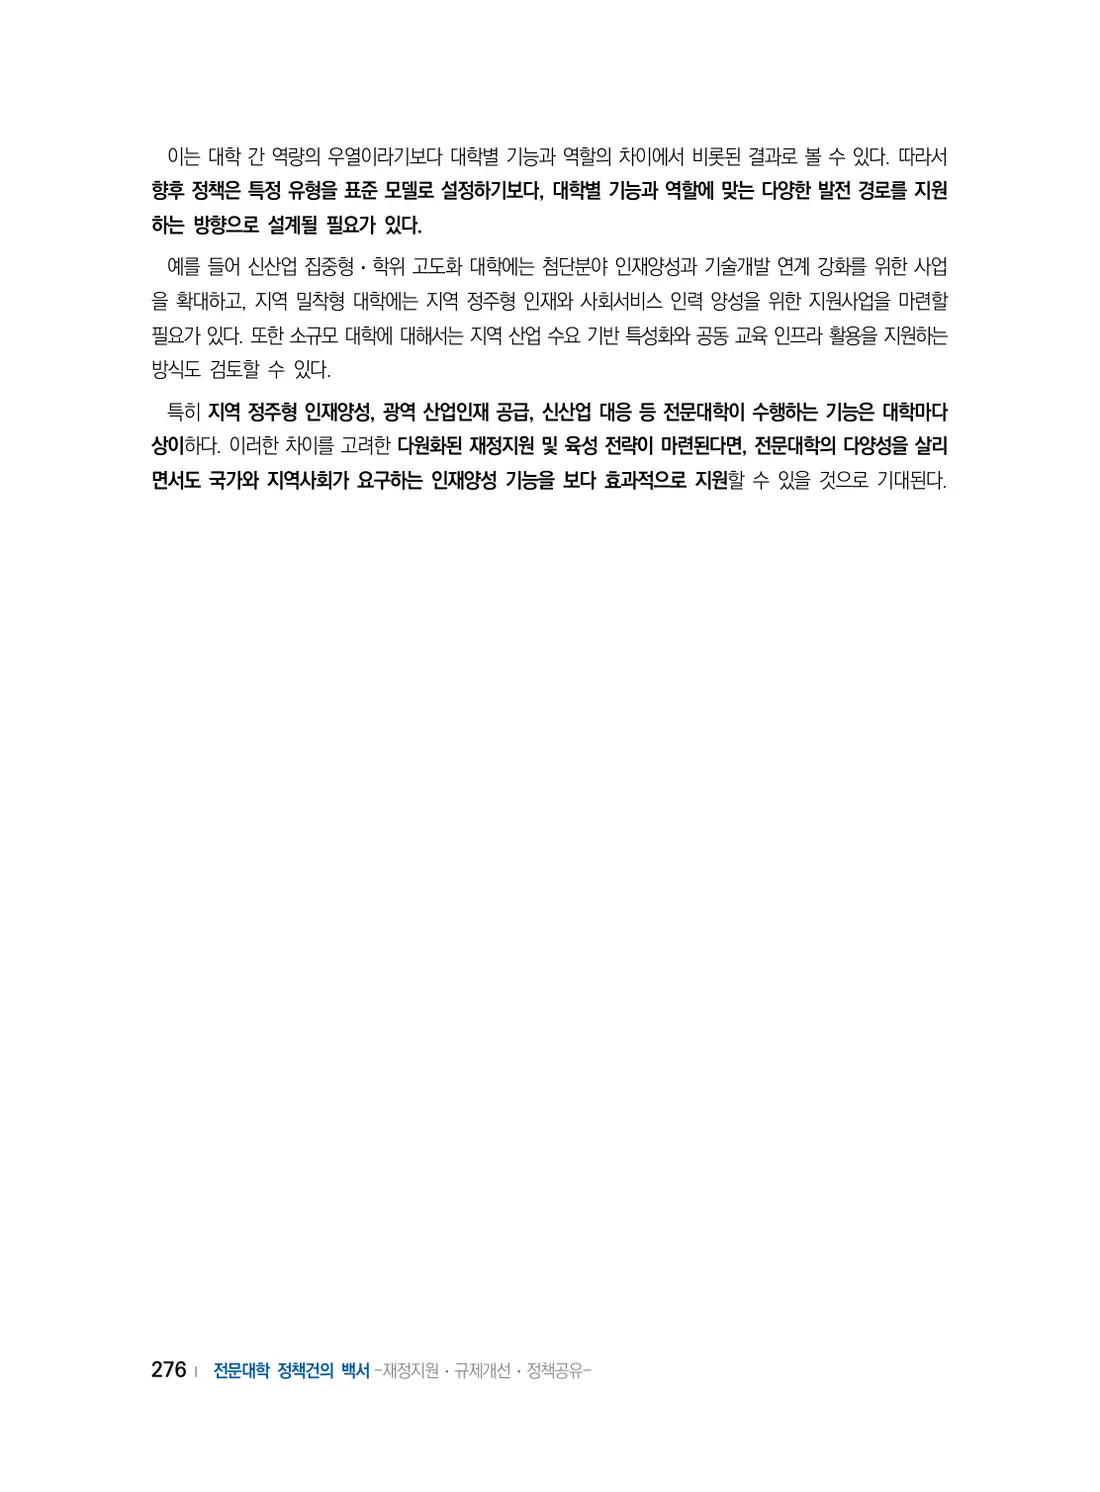 이는 대학 간 역량의 우열이라기보다 대학별 기능과 역할의 차이에서 비롯된 결과로 볼 수 있다. 따라서
향후 정책은 특정 유형을 표준 모델로 설정하기보다, 대학별 기능과 역할에 맞는 다양한 발전 경로를 지원
하는 방향으로 설계될 필요가 있다.
예를 들어 신산업 집중형·학위 고도화 대학에는 첨단분야 인재양성과 기술개발 연계 강화를 위한 사업
을 확대하고, 지역 밀착형 대학에는 지역 정주형 인재와 사회서비스 인력 양성을 위한 지원사업을 마련할
필요가 있다. 또한 소규모 대학에 대해서는 지역 산업 수요 기반 특성화와 공동 교육 인프라 활용을 지원하는
방식도 검토할 수 있다.
특히 지역 정주형 인재양성, 광역 산업인재 공급, 신산업 대응 등 전문대학이 수행하는 기능은 대학마다
상이하다. 이러한 차이를 고려한 다원화된 재정지원 및 육성 전략이 마련된다면, 전문대학의 다양성을 살리
면서도 국가와 지역사회가 요구하는 인재양성 기능을 보다 효과적으로 지원할 수 있을 것으로 기대된다.
276 | 전문대학 정책건의 백서 -재정지원·규제개선·정책공유-